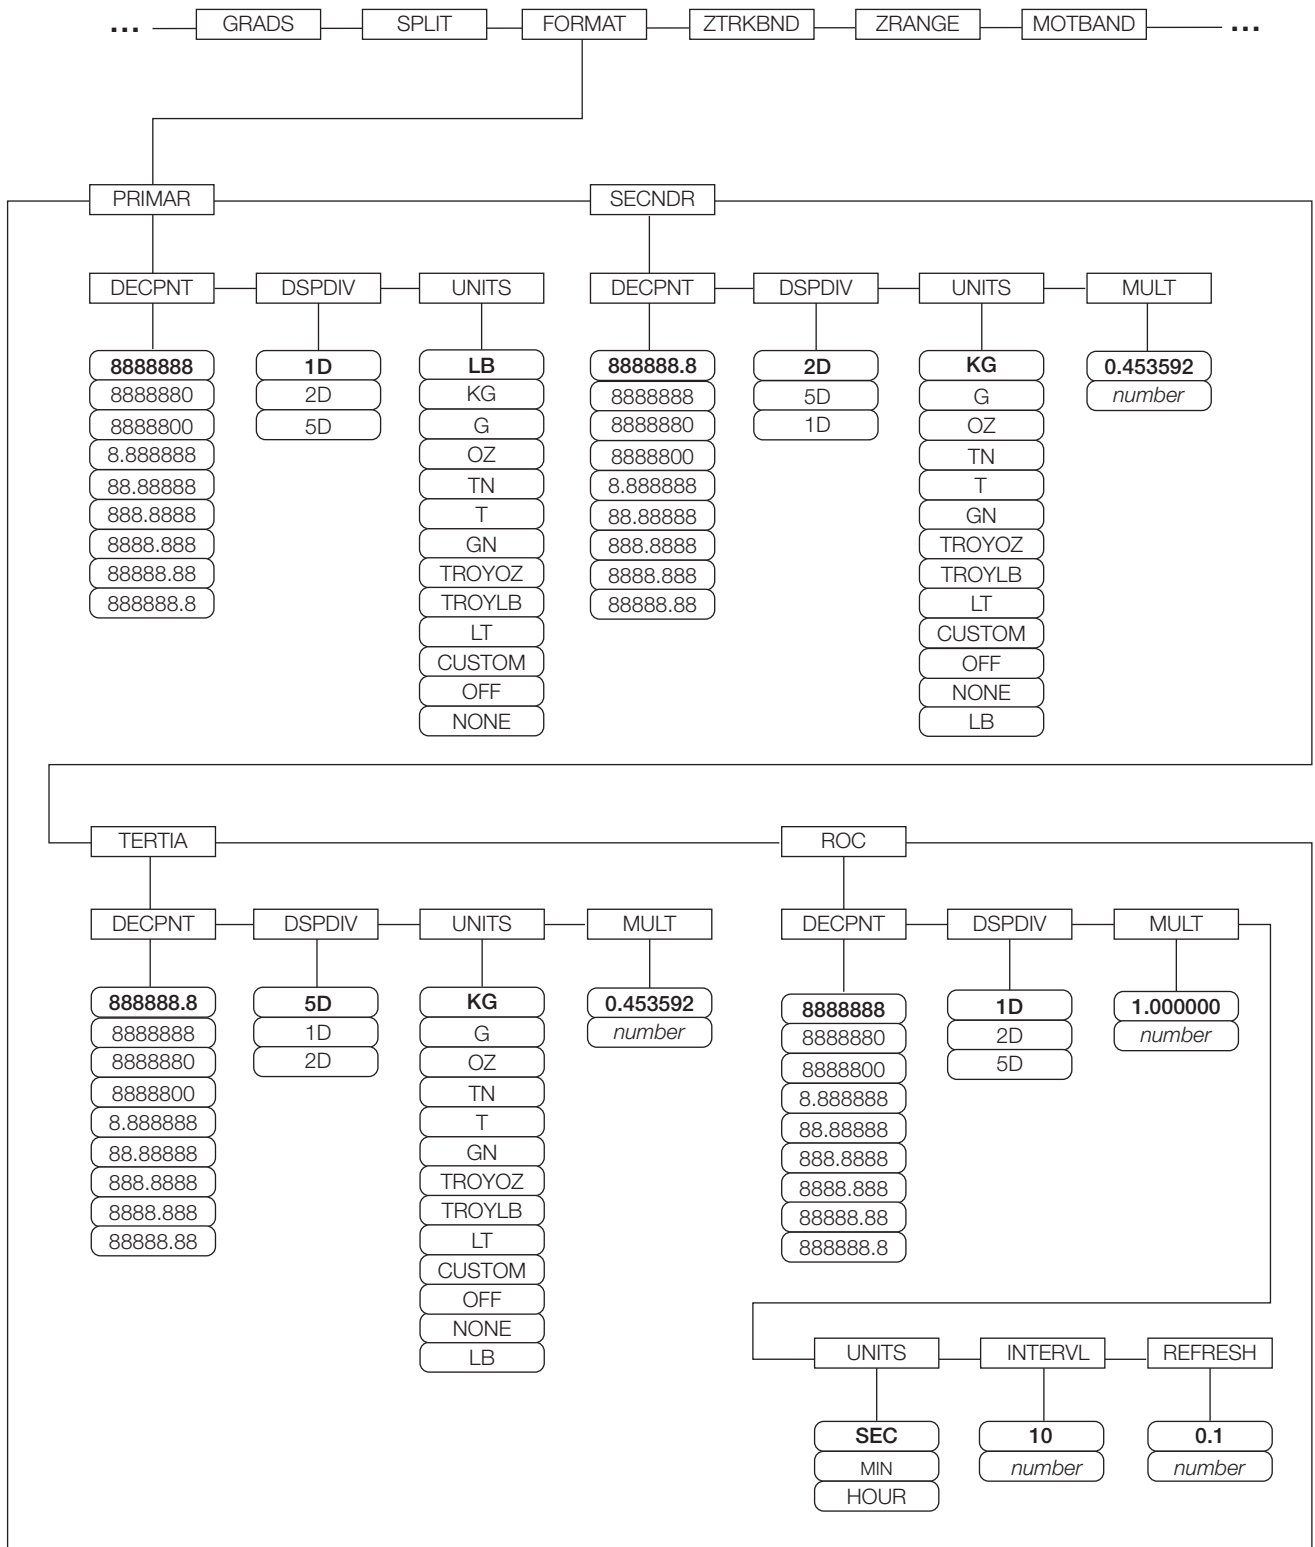 ... GRADS SPLIT FORMAT ZTRKBND ZRANGE MOTBAND ...
PRIMAR SECNDR
DECPNT DSPDIV UNITS DECPNT DSPDIV UNITS MULT
8888888 1D LB 888888.8 2D KG 0.453592
8888880 2D KG 8888888 5D G number
8888800 5D G 8888880 1D OZ
8.888888 OZ 8888800 TN
88.88888 TN 8.888888 T
888.8888 T 88.88888 GN
8888.888 GN 888.8888 TROYOZ
88888.88 TROYOZ 8888.888 TROYLB
888888.8 TROYLB 88888.88 LT
LT CUSTOM
CUSTOM OFF
OFF NONE
NONE LB
TERTIA ROC
DECPNT DSPDIV UNITS MULT DECPNT DSPDIV MULT
888888.8 5D KG 0.453592 8888888 1D 1.000000
8888888 1D G number 8888880 2D number
8888880 2D OZ 8888800 5D
8888800 TN 8.888888
8.888888 T 88.88888
88.88888 GN 888.8888
888.8888 TROYOZ 8888.888
8888.888 TROYLB 88888.88
88888.88 LT 888888.8
CUSTOM
OFF
NONE
LB
UNITS INTERVL REFRESH
SEC 10 0.1
MIN number number
HOUR